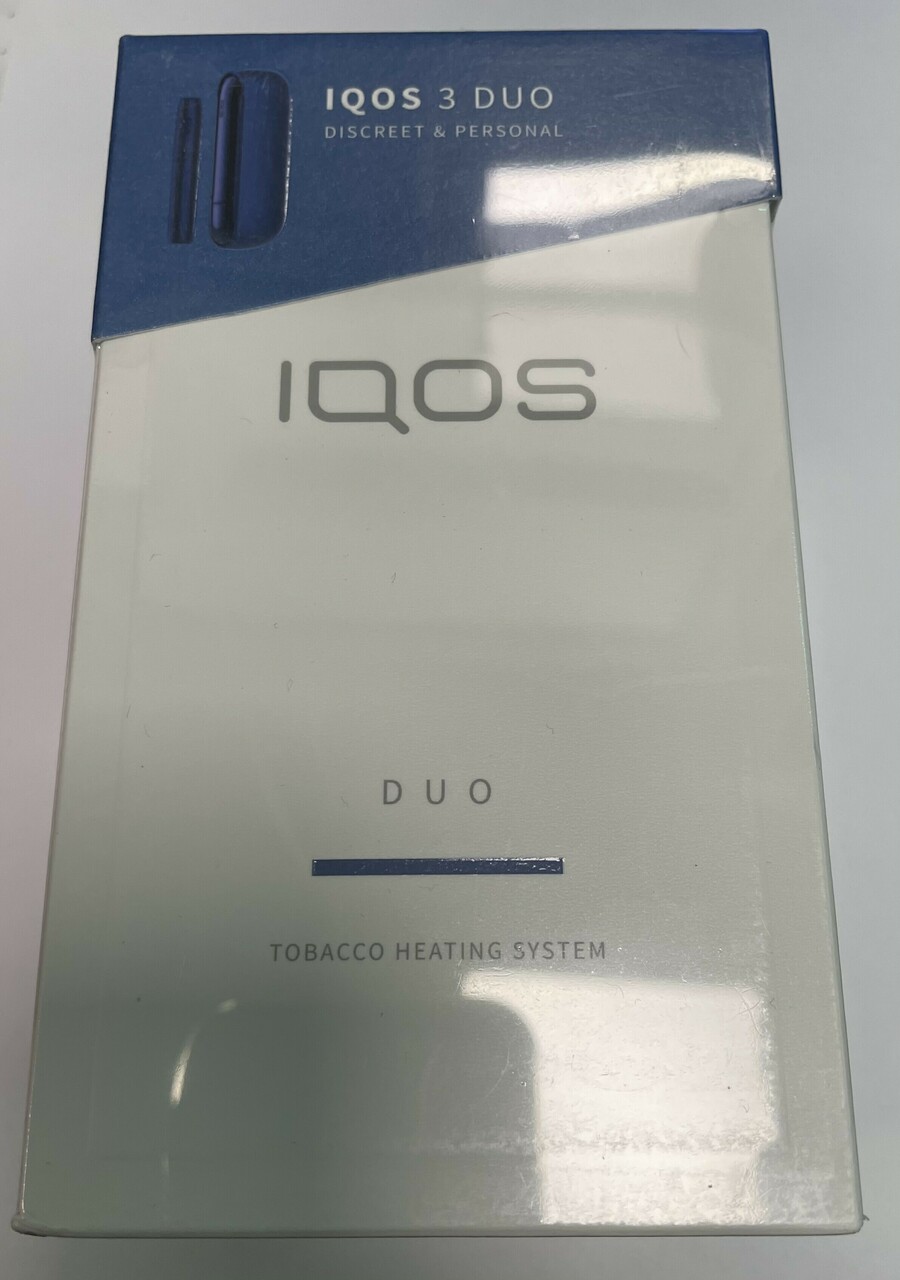 IQOS 3 DUO
DISCREET & PERSONAL
IQOS
DUO
TOBACCO HEATING SYSTEM